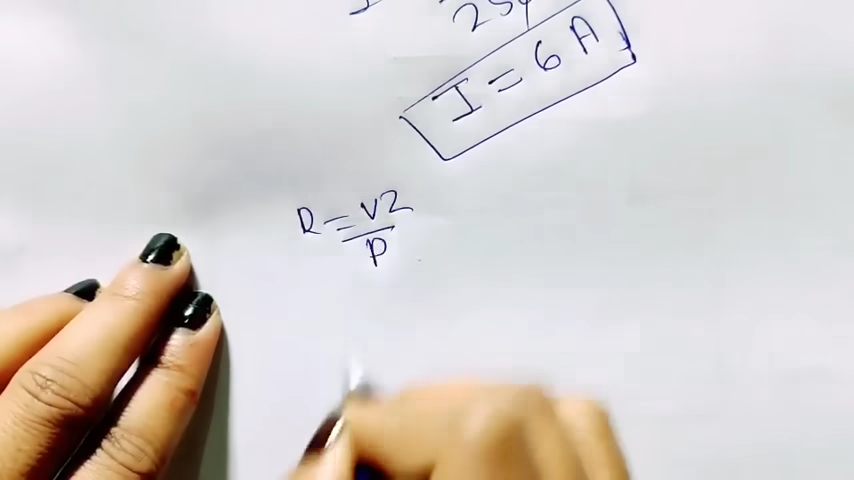 I = 6 A
R = V2
P